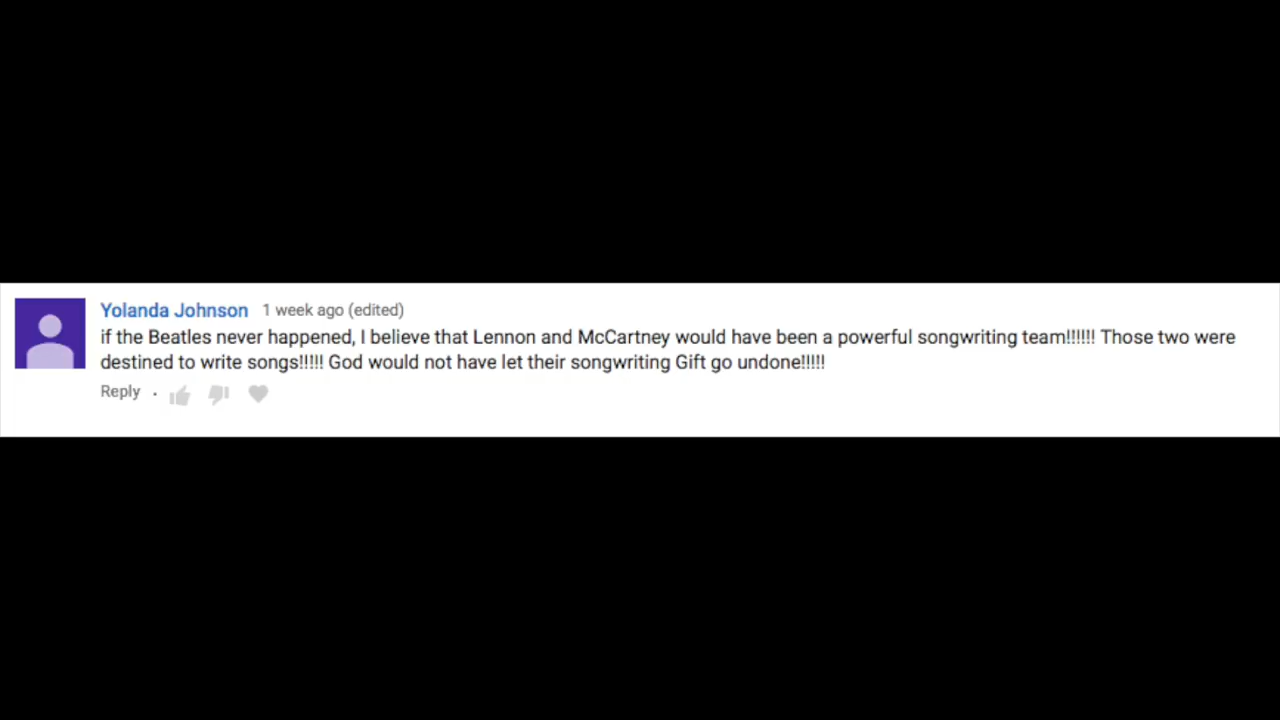 Yolanda Johnson 1 week ago (edited)
if the Beatles never happened, I believe that Lennon and McCartney would have been a powerful songwriting team!!!!!! Those two were
destined to write songs!!!!! God would not have let their songwriting Gift go undone!!!!!
Reply